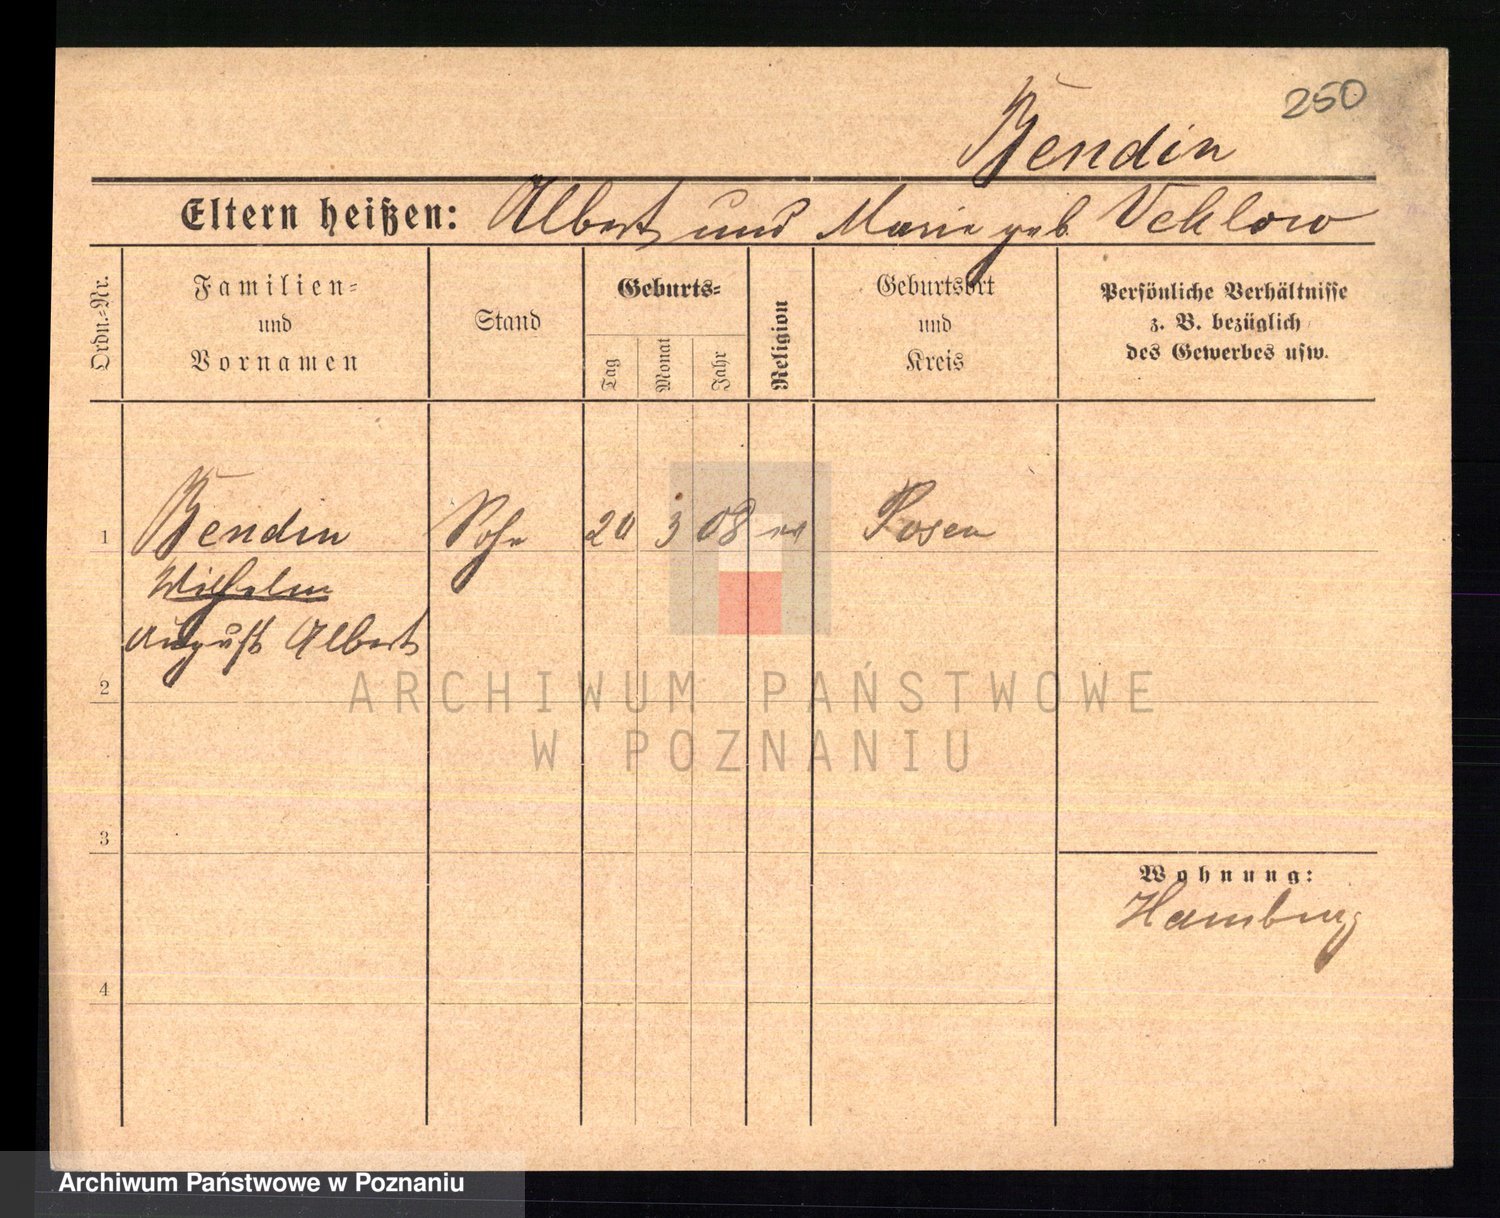 250
Bendin
Eltern heißen: Albert und Marie geb Vehlow
Ordn.-Nr.
Familien-
und
Vornamen
Stand
Geburts-
Tag
Monat
Jahr
Religion
Geburtsort
und
Kreis
Persönliche Verhältnisse
z. B. bezüglich
des Gewerbes usw.
1 Bendin Sohn 20 3 08 ev Posen
Wilhelm
August Albert
2
ARCHIWUM PAŃSTWOWE
W POZNANIU
3
Wohnung:
Hamburg
4
Archiwum Państwowe w Poznaniu